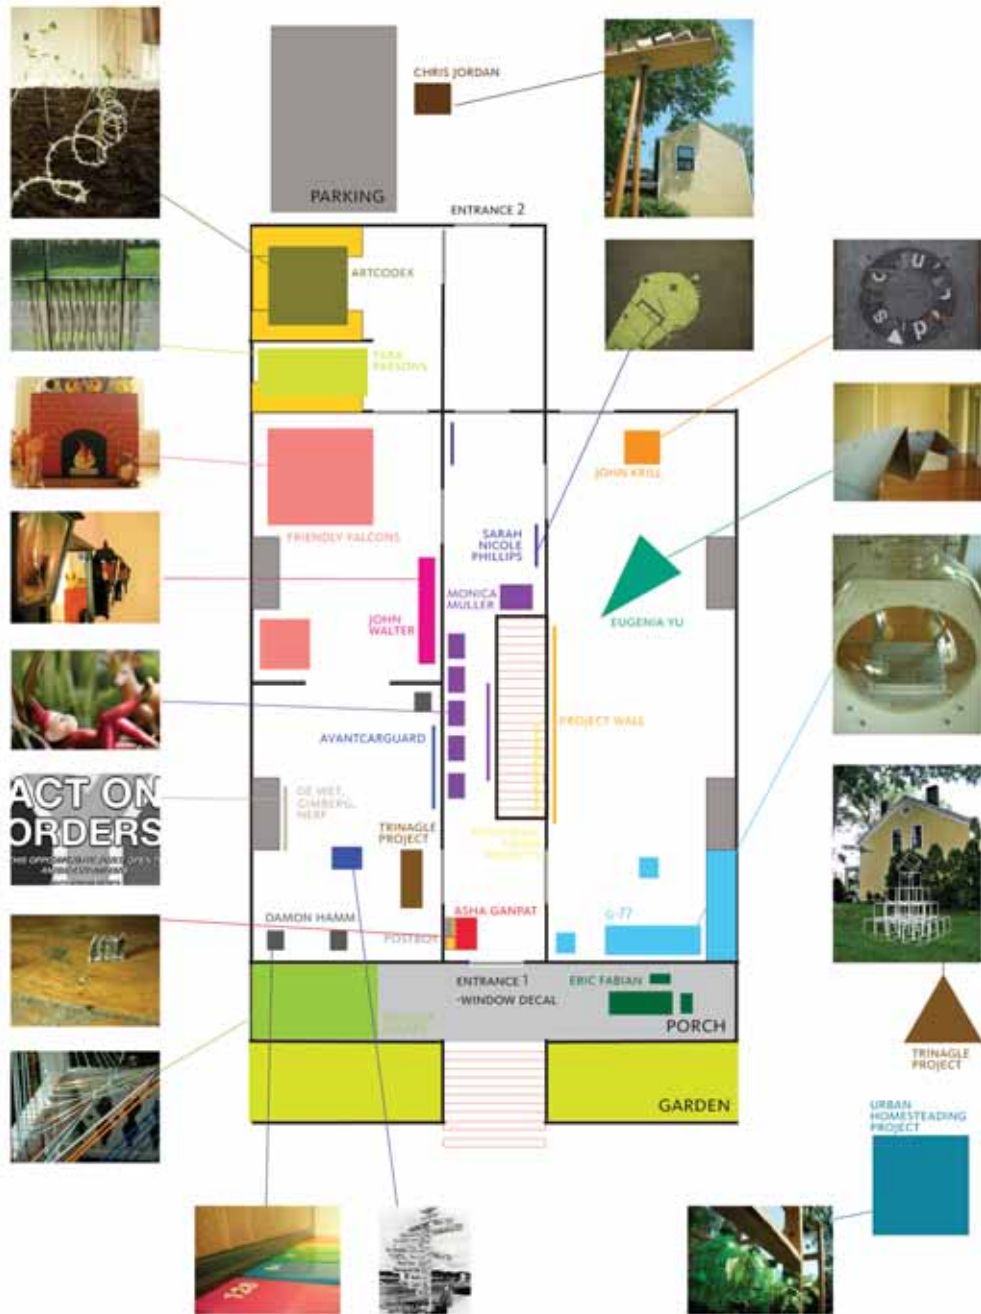 CHRIS JORDAN
PARKING
ENTRANCE 2
ARTCODEX
TARA
PARSONS
JOHN KRILL
FRIENDLY FALCONS
SARAH
NICOLE
PHILLIPS
MONICA
MULLER
JOHN
WALTER
EUGENIA YU
PROJECT WALL
AVANTCARGUARD
ACT ON
ORDERS
DE WET,
GIMBERG,
NERF
TRINAGLE
PROJECT
DAMON HAMM
POSTBOY
ASHA GANPAT
G-77
ENTRANCE 1
-WINDOW DECAL
ERIC FABIAN
PORCH
GARDEN
TRINAGLE
PROJECT
URBAN
HOMESTEADING
PROJECT
120